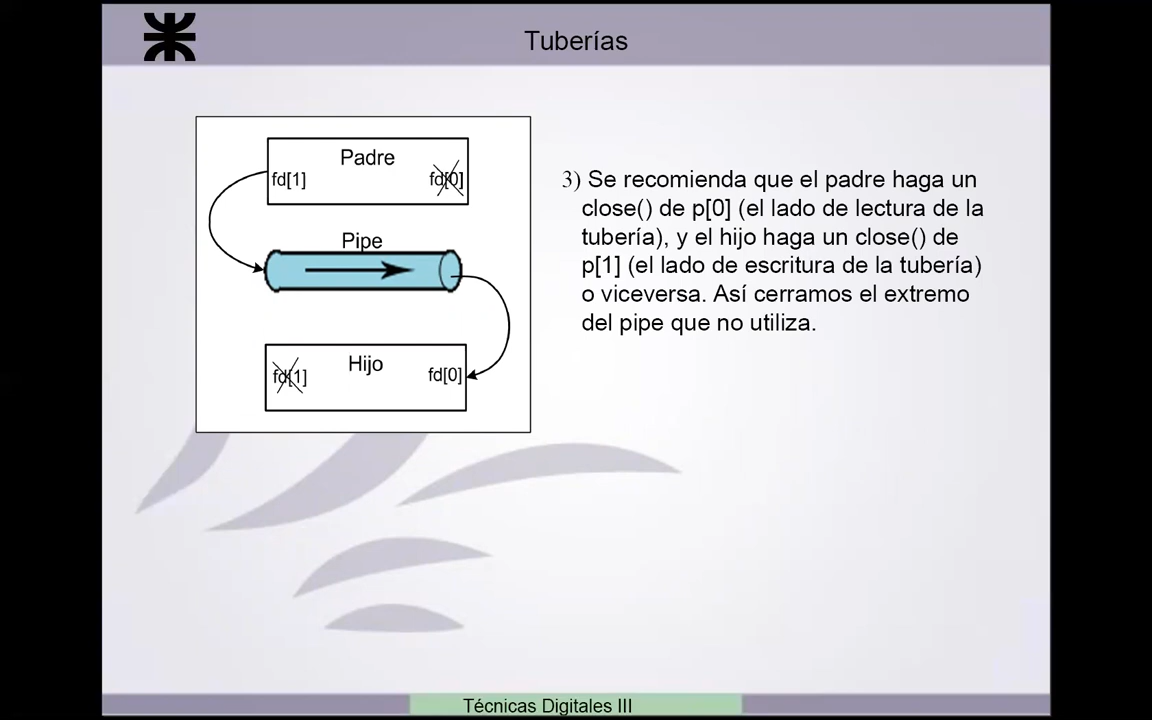 Tuberías
Padre
fd[1]
fd[0]
Pipe
Hijo
fd[1]
fd[0]
3) Se recomienda que el padre haga un
close() de p[0] (el lado de lectura de la
tubería), y el hijo haga un close() de
p[1] (el lado de escritura de la tubería)
o viceversa. Así cerramos el extremo
del pipe que no utiliza.
Técnicas Digitales III